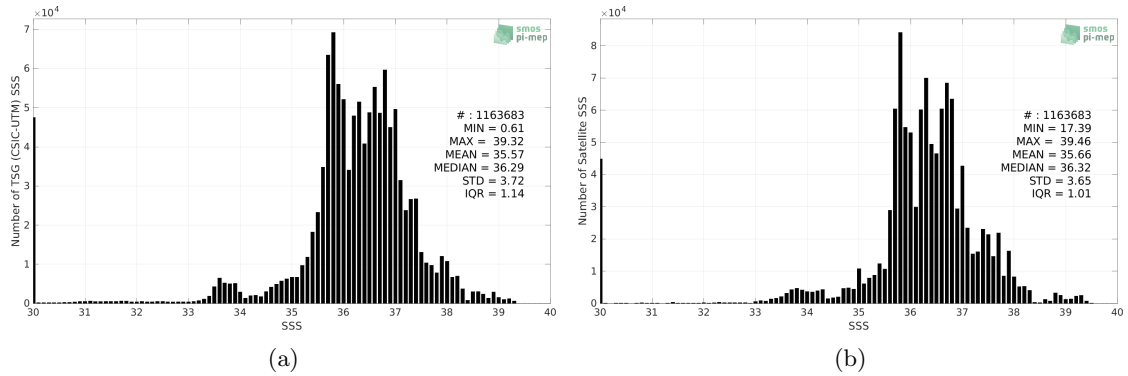 ×10⁴
7
6
5
4
3
2
1
0
Number of TSG (CSIC-UTM) SSS
smos
pi-mep
# : 1163683
MIN = 0.61
MAX = 39.32
MEAN = 35.57
MEDIAN = 36.29
STD = 3.72
IQR = 1.14
30 31 32 33 34 35 36 37 38 39 40
SSS
(a)
×10⁴
8
7
6
5
4
3
2
1
0
Number of Satellite SSS
smos
pi-mep
# : 1163683
MIN = 17.39
MAX = 39.46
MEAN = 35.66
MEDIAN = 36.32
STD = 3.65
IQR = 1.01
30 31 32 33 34 35 36 37 38 39 40
SSS
(b)